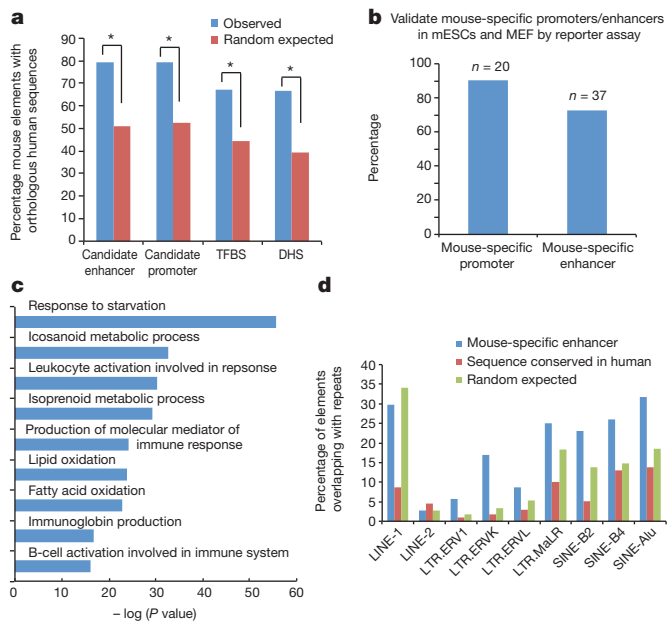 a
Observed
Random expected
Percentage mouse elements with
orthologous human sequences
90
80
70
60
50
40
30
20
10
0
*
*
*
*
Candidate
enhancer
Candidate
promoter
TFBS
DHS
b
Validate mouse-specific promoters/enhancers
in mESCs and MEF by reporter assay
Percentage
100
80
60
40
20
0
n = 20
n = 37
Mouse-specific
promoter
Mouse-specific
enhancer
c
Response to starvation
Icosanoid metabolic process
Leukocyte activation involved in repsonse
Isoprenoid metabolic process
Production of molecular mediator of
immune response
Lipid oxidation
Fatty acid oxidation
Immunoglobin production
B-cell activation involved in immune system
0 10 20 30 40 50 60
– log (P value)
d
Mouse-specific enhancer
Sequence conserved in human
Random expected
Percentage of elements
overlapping with repeats
40
35
30
25
20
15
10
5
0
LINE-1
LINE-2
LTR.ERV1
LTR.ERVK
LTR.ERVL
LTR.MaLR
SINE-B2
SINE-B4
SINE-Alu